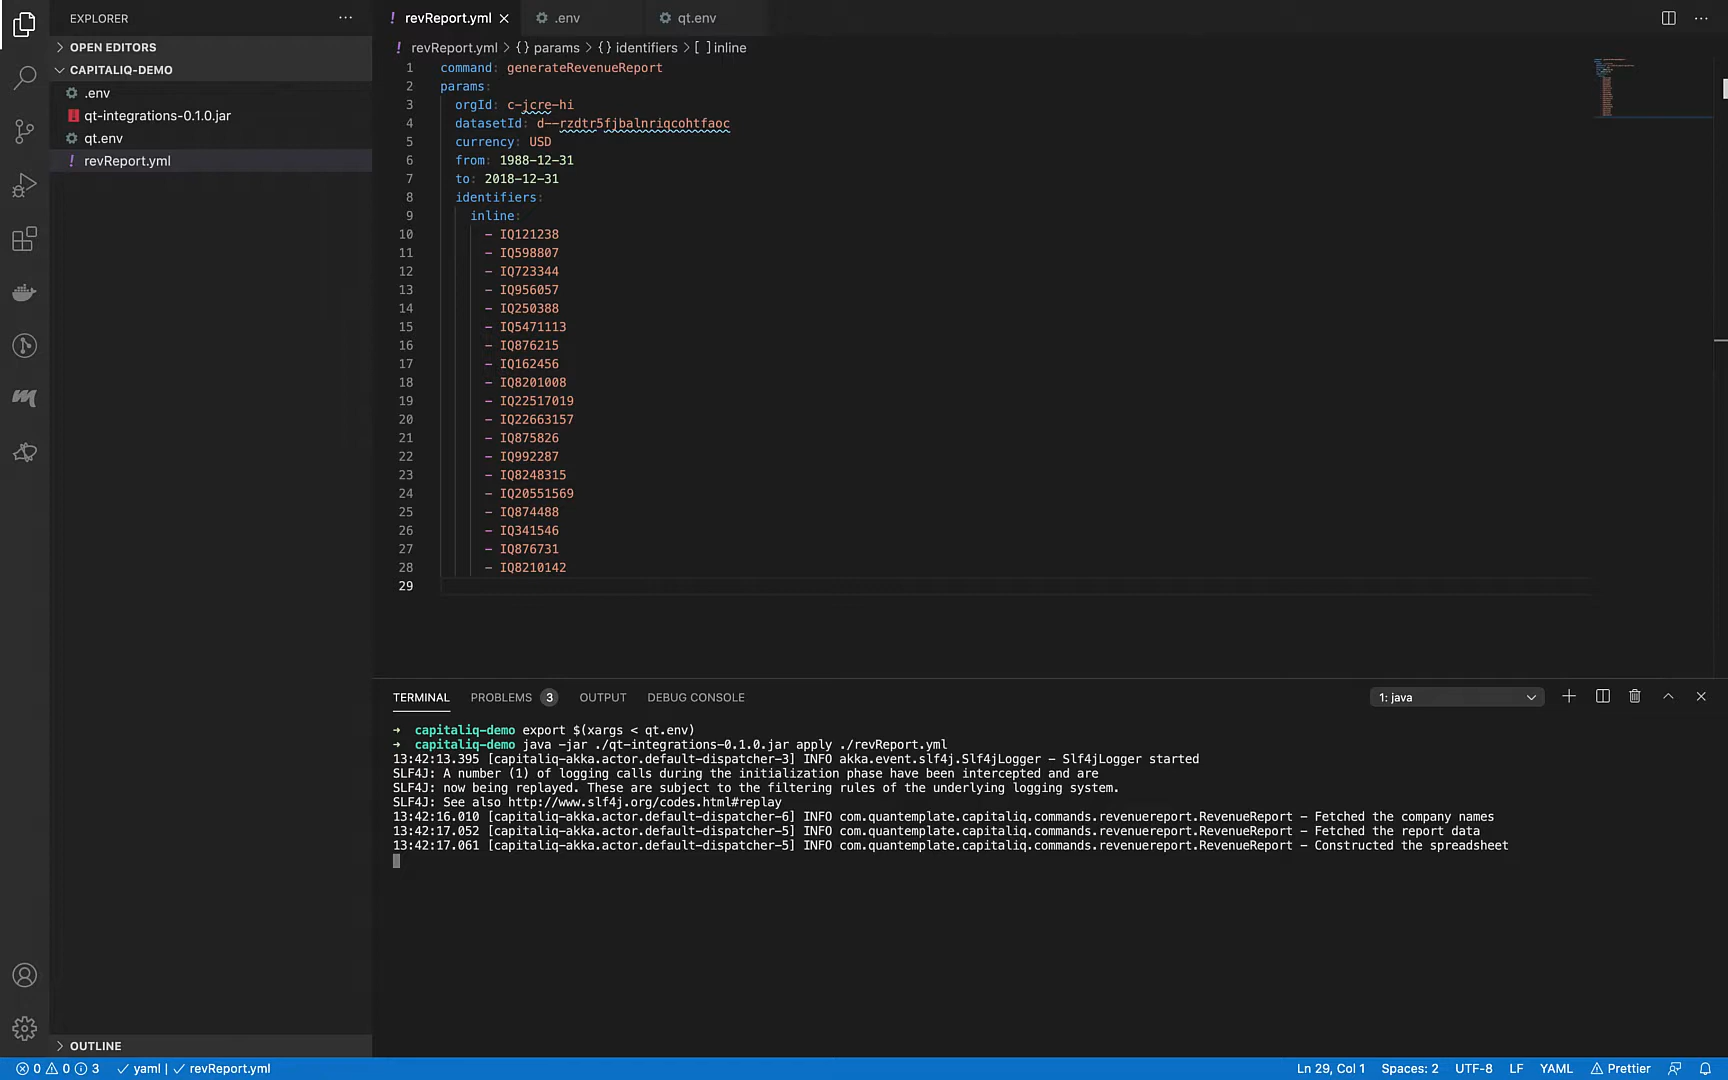 EXPLORER
OPEN EDITORS
CAPITALIQ-DEMO
.env
qt-integrations-0.1.0.jar
qt.env
! revReport.yml
OUTLINE
! revReport.yml
.env
qt.env
! revReport.yml > {} params > {} identifiers > [ ] inline
1 command: generateRevenueReport
2 params:
3 orgId: c-jcre-hi
4 datasetId: d--rzdtr5fjbalnriqcohtfaoc
5 currency: USD
6 from: 1988-12-31
7 to: 2018-12-31
8 identifiers:
9 inline:
10 - IQ121238
11 - IQ598807
12 - IQ723344
13 - IQ956057
14 - IQ250388
15 - IQ5471113
16 - IQ876215
17 - IQ162456
18 - IQ8201008
19 - IQ22517019
20 - IQ22663157
21 - IQ875826
22 - IQ992287
23 - IQ8248315
24 - IQ20551569
25 - IQ874488
26 - IQ341546
27 - IQ876731
28 - IQ8210142
29
TERMINAL PROBLEMS 3 OUTPUT DEBUG CONSOLE 1: java
→ capitaliq-demo export $(xargs < qt.env)
→ capitaliq-demo java -jar ./qt-integrations-0.1.0.jar apply ./revReport.yml
13:42:13.395 [capitaliq-akka.actor.default-dispatcher-3] INFO akka.event.slf4j.Slf4jLogger - Slf4jLogger started
SLF4J: A number (1) of logging calls during the initialization phase have been intercepted and are
SLF4J: now being replayed. These are subject to the filtering rules of the underlying logging system.
SLF4J: See also http://www.slf4j.org/codes.html#replay
13:42:16.010 [capitaliq-akka.actor.default-dispatcher-6] INFO com.quantemplate.capitaliq.commands.revenuereport.RevenueReport - Fetched the company names
13:42:17.052 [capitaliq-akka.actor.default-dispatcher-5] INFO com.quantemplate.capitaliq.commands.revenuereport.RevenueReport - Fetched the report data
13:42:17.061 [capitaliq-akka.actor.default-dispatcher-5] INFO com.quantemplate.capitaliq.commands.revenuereport.RevenueReport - Constructed the spreadsheet
0 0 3 yaml | revReport.yml Ln 29, Col 1 Spaces: 2 UTF-8 LF YAML Prettier